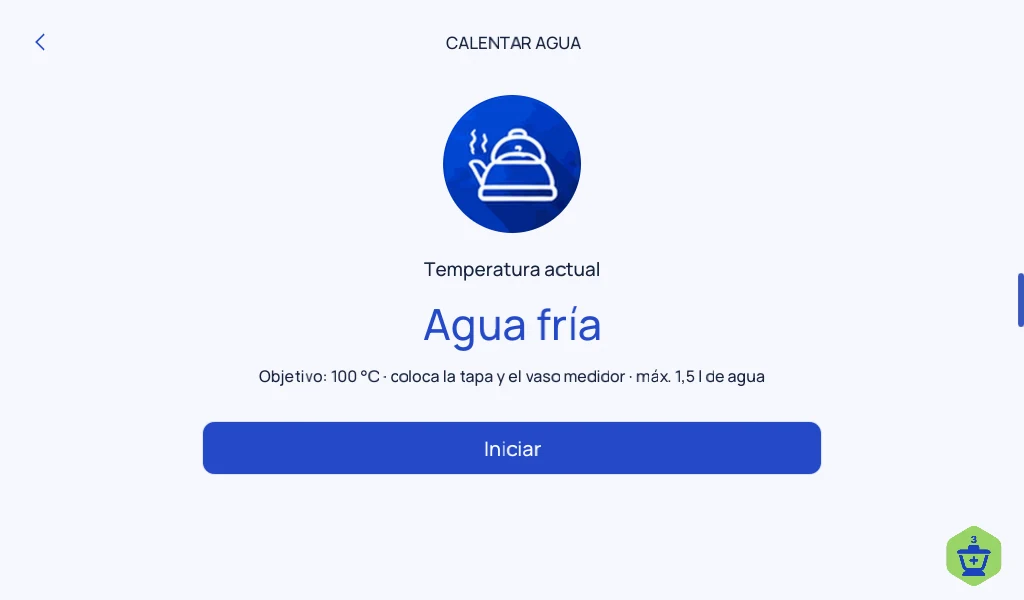 CALENTAR AGUA
Temperatura actual
Agua fría
Objetivo: 100 °C · coloca la tapa y el vaso medidor · máx. 1,5 l de agua
Iniciar
3